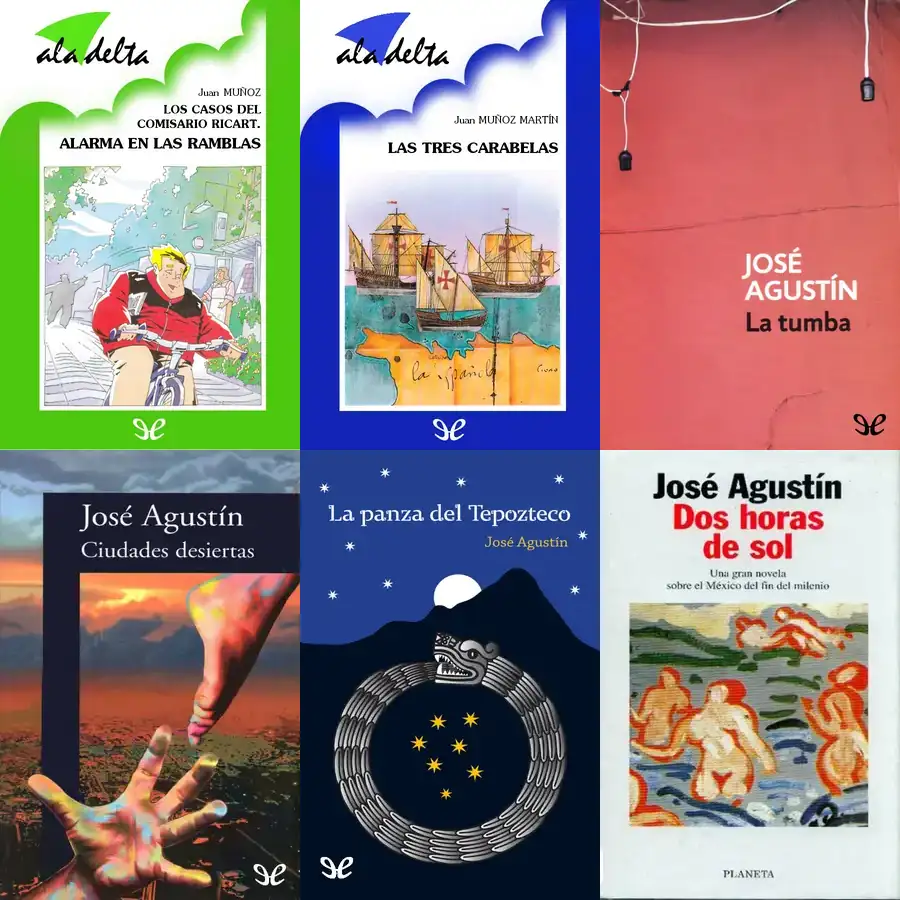 ala delta
Juan MUÑOZ
LOS CASOS DEL
COMISARIO RICART.
ALARMA EN LAS RAMBLAS
ala delta
Juan MUÑOZ MARTÍN
LAS TRES CARABELAS
la española
JOSÉ
AGUSTÍN
La tumba
José Agustín
Ciudades desiertas
La panza del Tepozteco
José Agustín
José Agustín
Dos horas
de sol
Una gran novela
sobre el México del fin del milenio
PLANETA